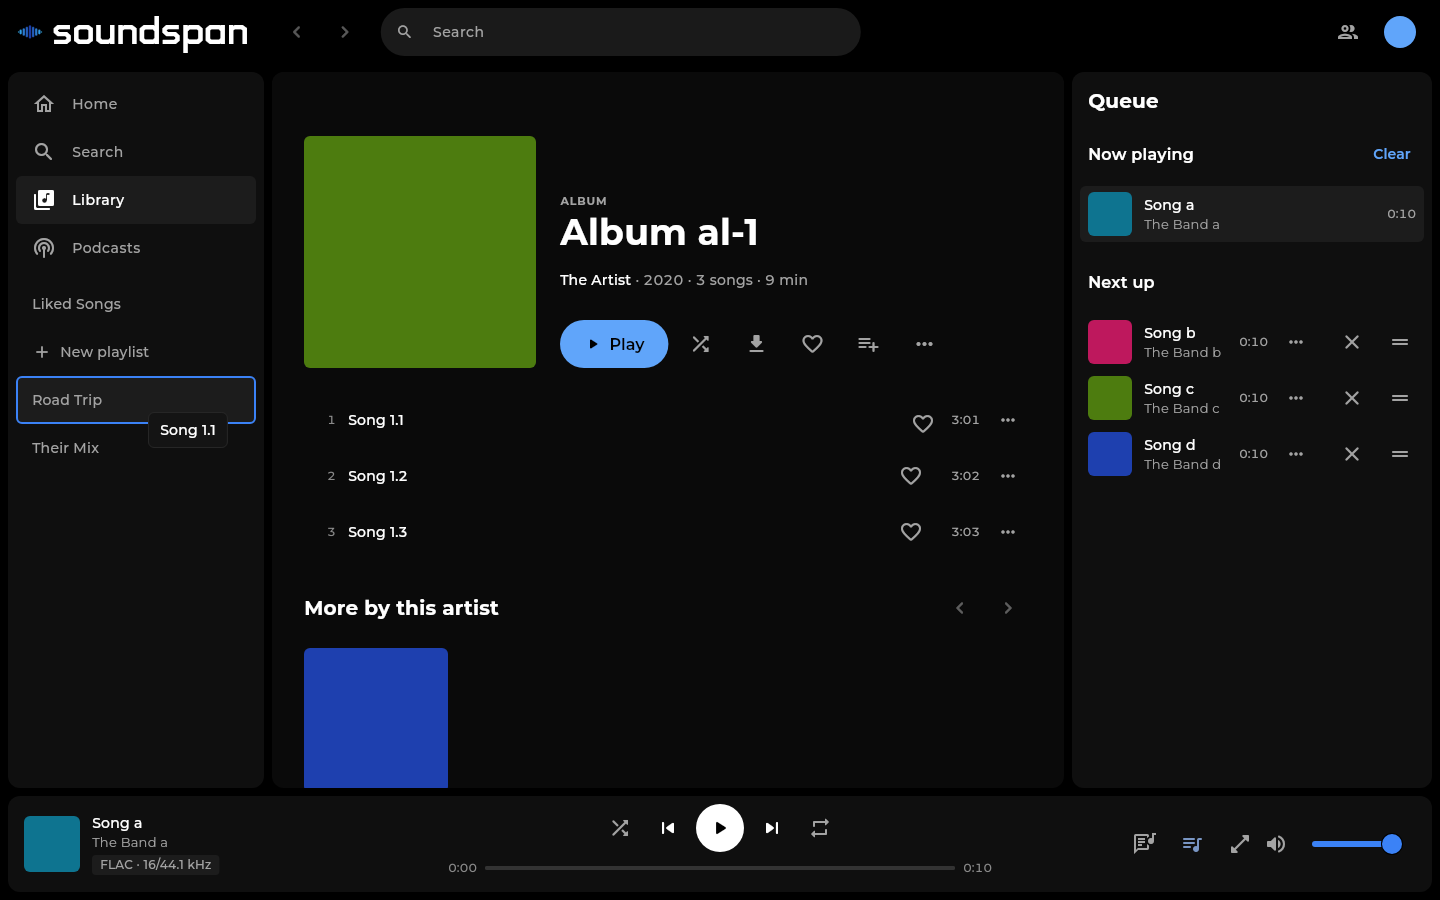 soundspan
Search
Home
Search
Library
Podcasts
Liked Songs
New playlist
Road Trip
Song 1.1
Their Mix
ALBUM
Album al-1
The Artist · 2020 · 3 songs · 9 min
Play
1 Song 1.1 3:01
2 Song 1.2 3:02
3 Song 1.3 3:03
More by this artist
Queue
Now playing Clear
Song a
The Band a
0:10
Next up
Song b
The Band b
0:10
Song c
The Band c
0:10
Song d
The Band d
0:10
Song a
The Band a
FLAC · 16/44.1 kHz
0:00 0:10